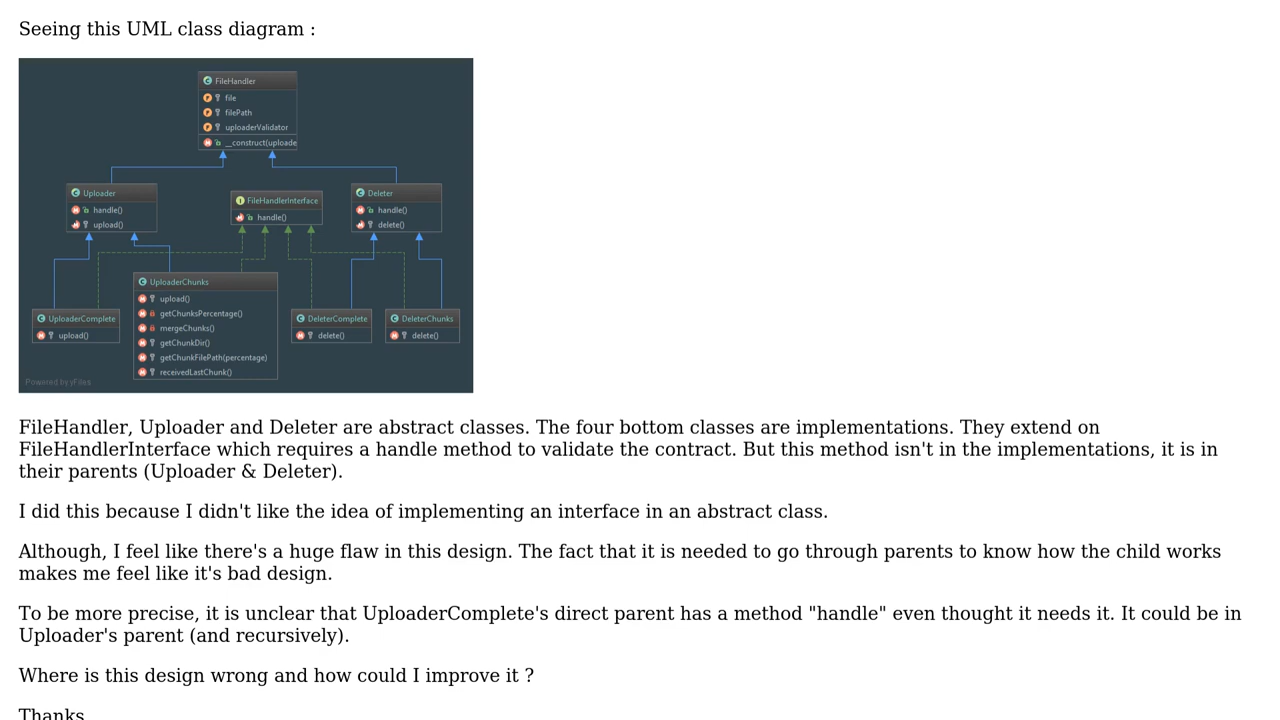 Seeing this UML class diagram :
FileHandler
file
filePath
uploaderValidator
__construct(uploade
Uploader
handle()
upload()
FileHandlerInterface
handle()
Deleter
handle()
delete()
UploaderChunks
upload()
getChunksPercentage()
mergeChunks()
getChunkDir()
getChunkFilePath(percentage)
receivedLastChunk()
UploaderComplete
upload()
DeleterComplete
delete()
DeleterChunks
delete()
Powered by yFiles
FileHandler, Uploader and Deleter are abstract classes. The four bottom classes are implementations. They extend on
FileHandlerInterface which requires a handle method to validate the contract. But this method isn't in the implementations, it is in
their parents (Uploader & Deleter).
I did this because I didn't like the idea of implementing an interface in an abstract class.
Although, I feel like there's a huge flaw in this design. The fact that it is needed to go through parents to know how the child works
makes me feel like it's bad design.
To be more precise, it is unclear that UploaderComplete's direct parent has a method "handle" even thought it needs it. It could be in
Uploader's parent (and recursively).
Where is this design wrong and how could I improve it ?
Thanks